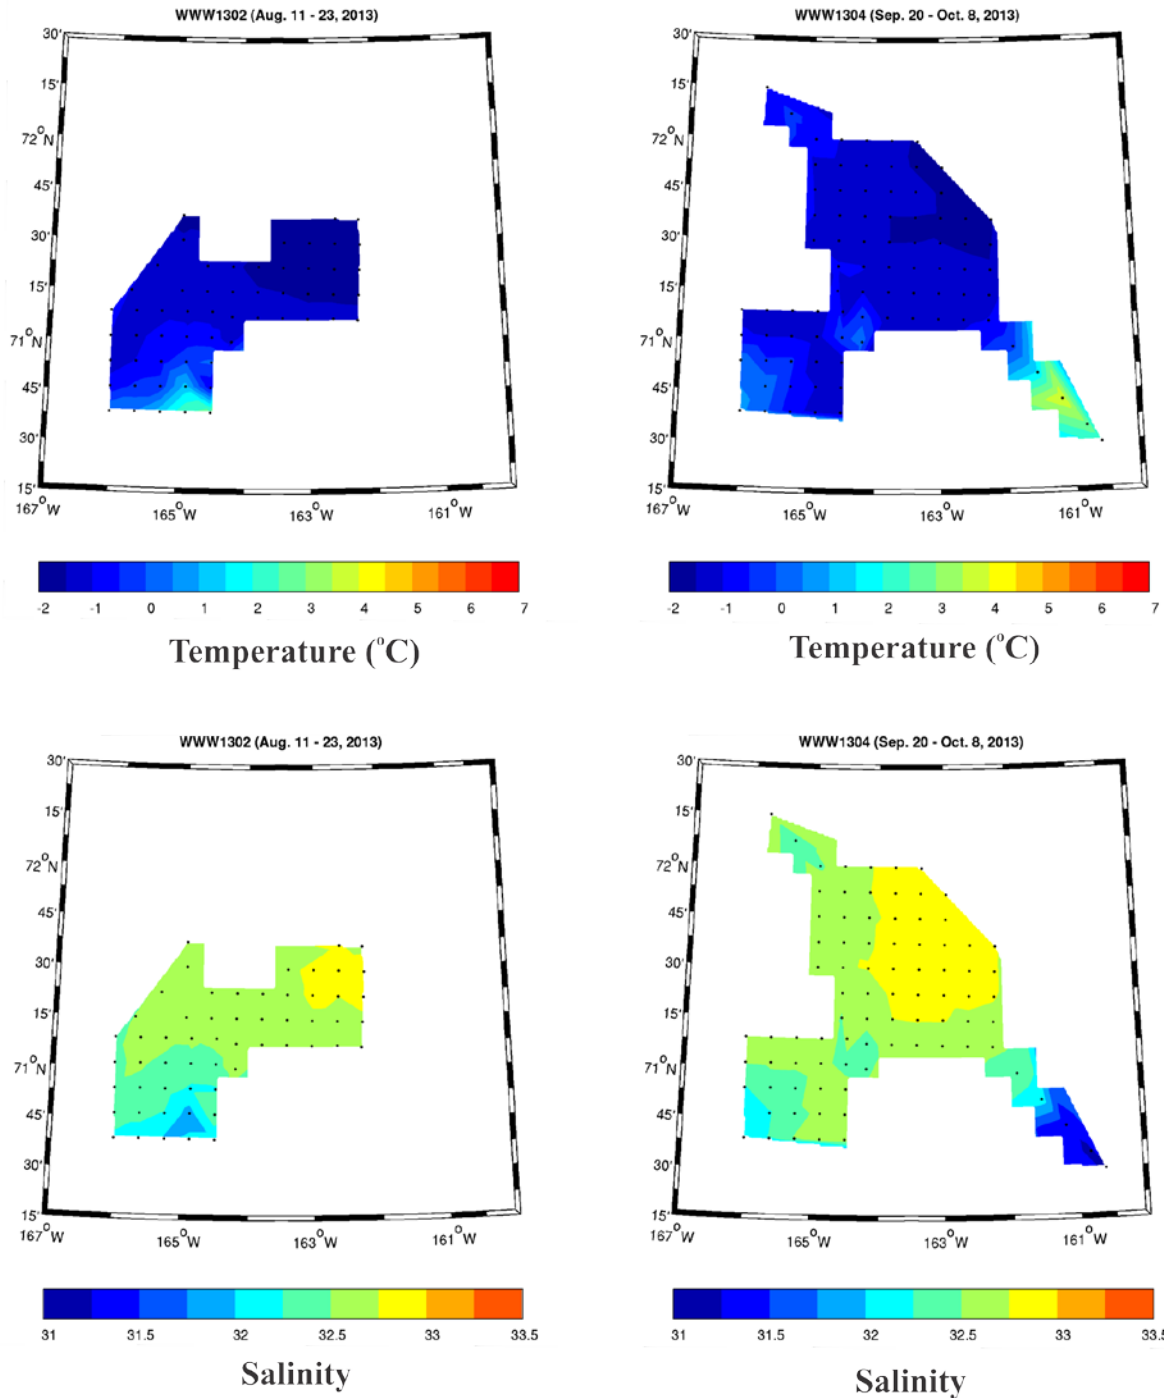 WWW1302 (Aug. 11 - 23, 2013)
30'
15'
72°N
45'
30'
15'
71°N
45'
30'
15'
167°W 165°W 163°W 161°W
-2 -1 0 1 2 3 4 5 6 7
Temperature (°C)
WWW1304 (Sep. 20 - Oct. 8, 2013)
30'
15'
72°N
45'
30'
15'
71°N
45'
30'
15'
167°W 165°W 163°W 161°W
-2 -1 0 1 2 3 4 5 6 7
Temperature (°C)
WWW1302 (Aug. 11 - 23, 2013)
30'
15'
72°N
45'
30'
15'
71°N
45'
30'
15'
167°W 165°W 163°W 161°W
31 31.5 32 32.5 33 33.5
Salinity
WWW1304 (Sep. 20 - Oct. 8, 2013)
30'
15'
72°N
45'
30'
15'
71°N
45'
30'
15'
167°W 165°W 163°W 161°W
31 31.5 32 32.5 33 33.5
Salinity